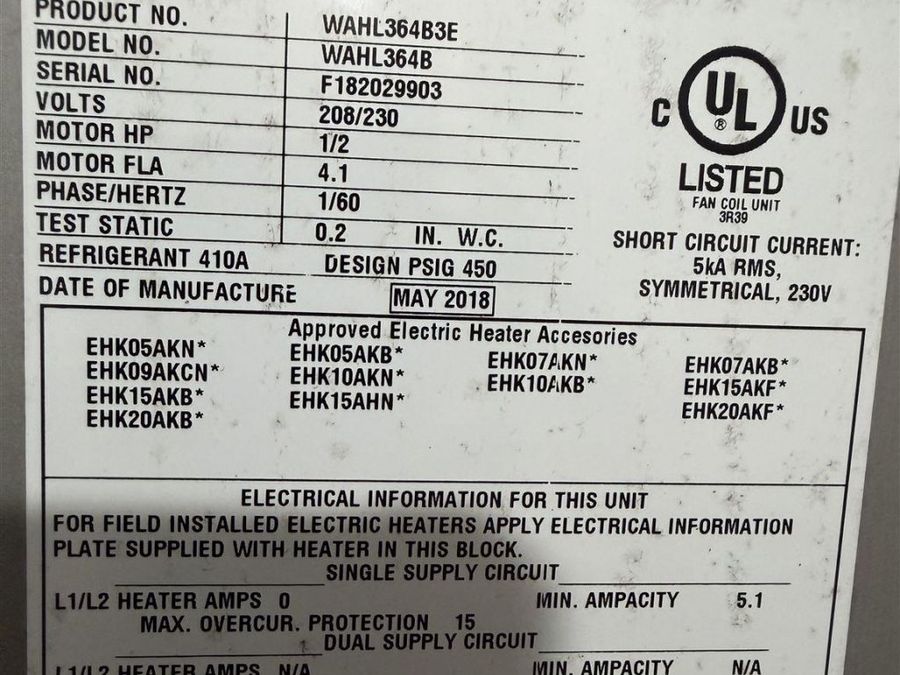 PRODUCT NO. WAHL364B3E
MODEL NO. WAHL364B
SERIAL NO. F182029903
VOLTS 208/230
MOTOR HP 1/2
MOTOR FLA 4.1
PHASE/HERTZ 1/60
TEST STATIC 0.2 IN. W.C.
REFRIGERANT 410A DESIGN PSIG 450
DATE OF MANUFACTURE MAY 2018
C UL ® US
LISTED
FAN COIL UNIT
3R39
SHORT CIRCUIT CURRENT:
5kA RMS,
SYMMETRICAL, 230V
Approved Electric Heater Accesories
EHK05AKN* EHK05AKB* EHK07AKN* EHK07AKB*
EHK09AKCN* EHK10AKN* EHK10AKB* EHK15AKF*
EHK15AKB* EHK15AHN* EHK20AKF*
EHK20AKB*
ELECTRICAL INFORMATION FOR THIS UNIT
FOR FIELD INSTALLED ELECTRIC HEATERS APPLY ELECTRICAL INFORMATION
PLATE SUPPLIED WITH HEATER IN THIS BLOCK.
SINGLE SUPPLY CIRCUIT
L1/L2 HEATER AMPS 0 MIN. AMPACITY 5.1
MAX. OVERCUR. PROTECTION 15
DUAL SUPPLY CIRCUIT
L1/L2 HEATER AMPS N/A MIN. AMPACITY N/A